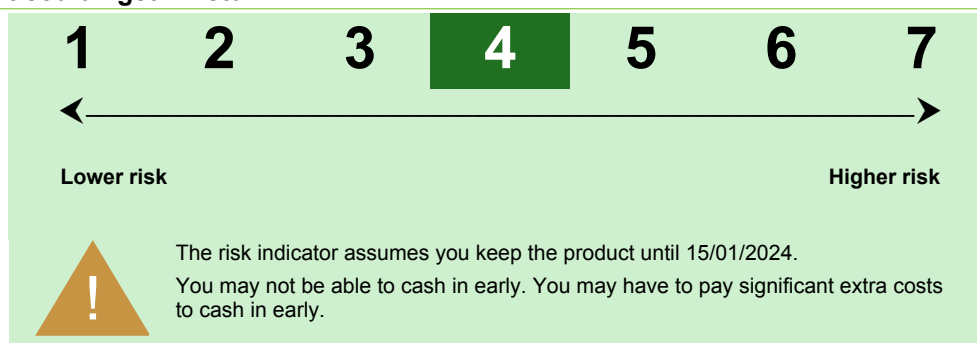 1 2 3 4 5 6 7
Lower risk Higher risk
The risk indicator assumes you keep the product until 15/01/2024.
You may not be able to cash in early. You may have to pay significant extra costs
to cash in early.
!